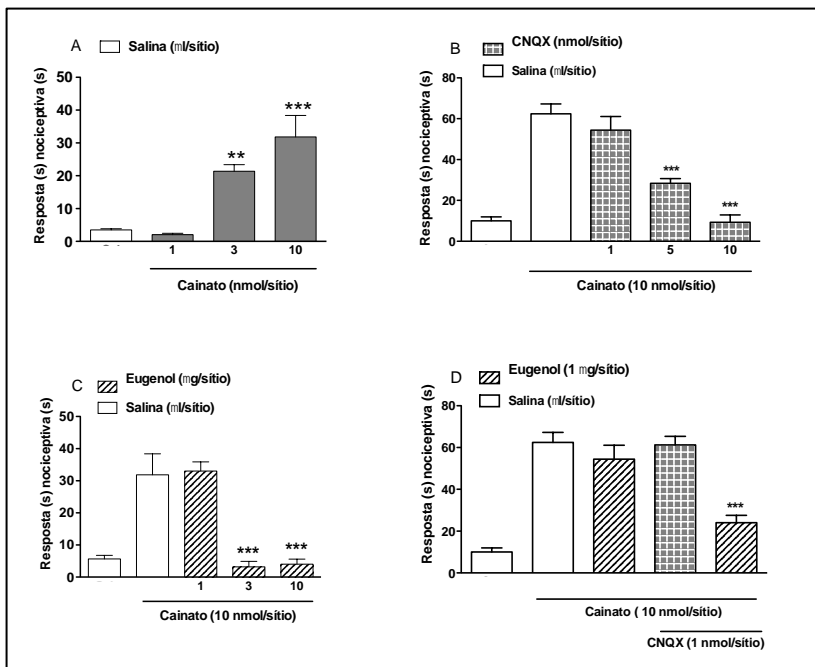 A
Salina (ml/sítio)
Resposta (s) nociceptiva (s)
50
40
30
20
10
0
**
***
1 3 10
Cainato (nmol/sítio)
B
CNQX (nmol/sítio)
Salina (ml/sítio)
Resposta (s) nociceptiva (s)
80
60
40
20
0
***
***
1 5 10
Cainato (10 nmol/sítio)
C
Eugenol (mg/sítio)
Salina (ml/sítio)
Resposta (s) nociceptiva (s)
50
40
30
20
10
0
***
***
1 3 10
Cainato (10 nmol/sítio)
D
Eugenol (1 mg/sítio)
Salina (ml/sítio)
Resposta (s) nociceptiva (s)
80
60
40
20
0
***
Cainato ( 10 nmol/sítio)
CNQX (1 nmol/sítio)